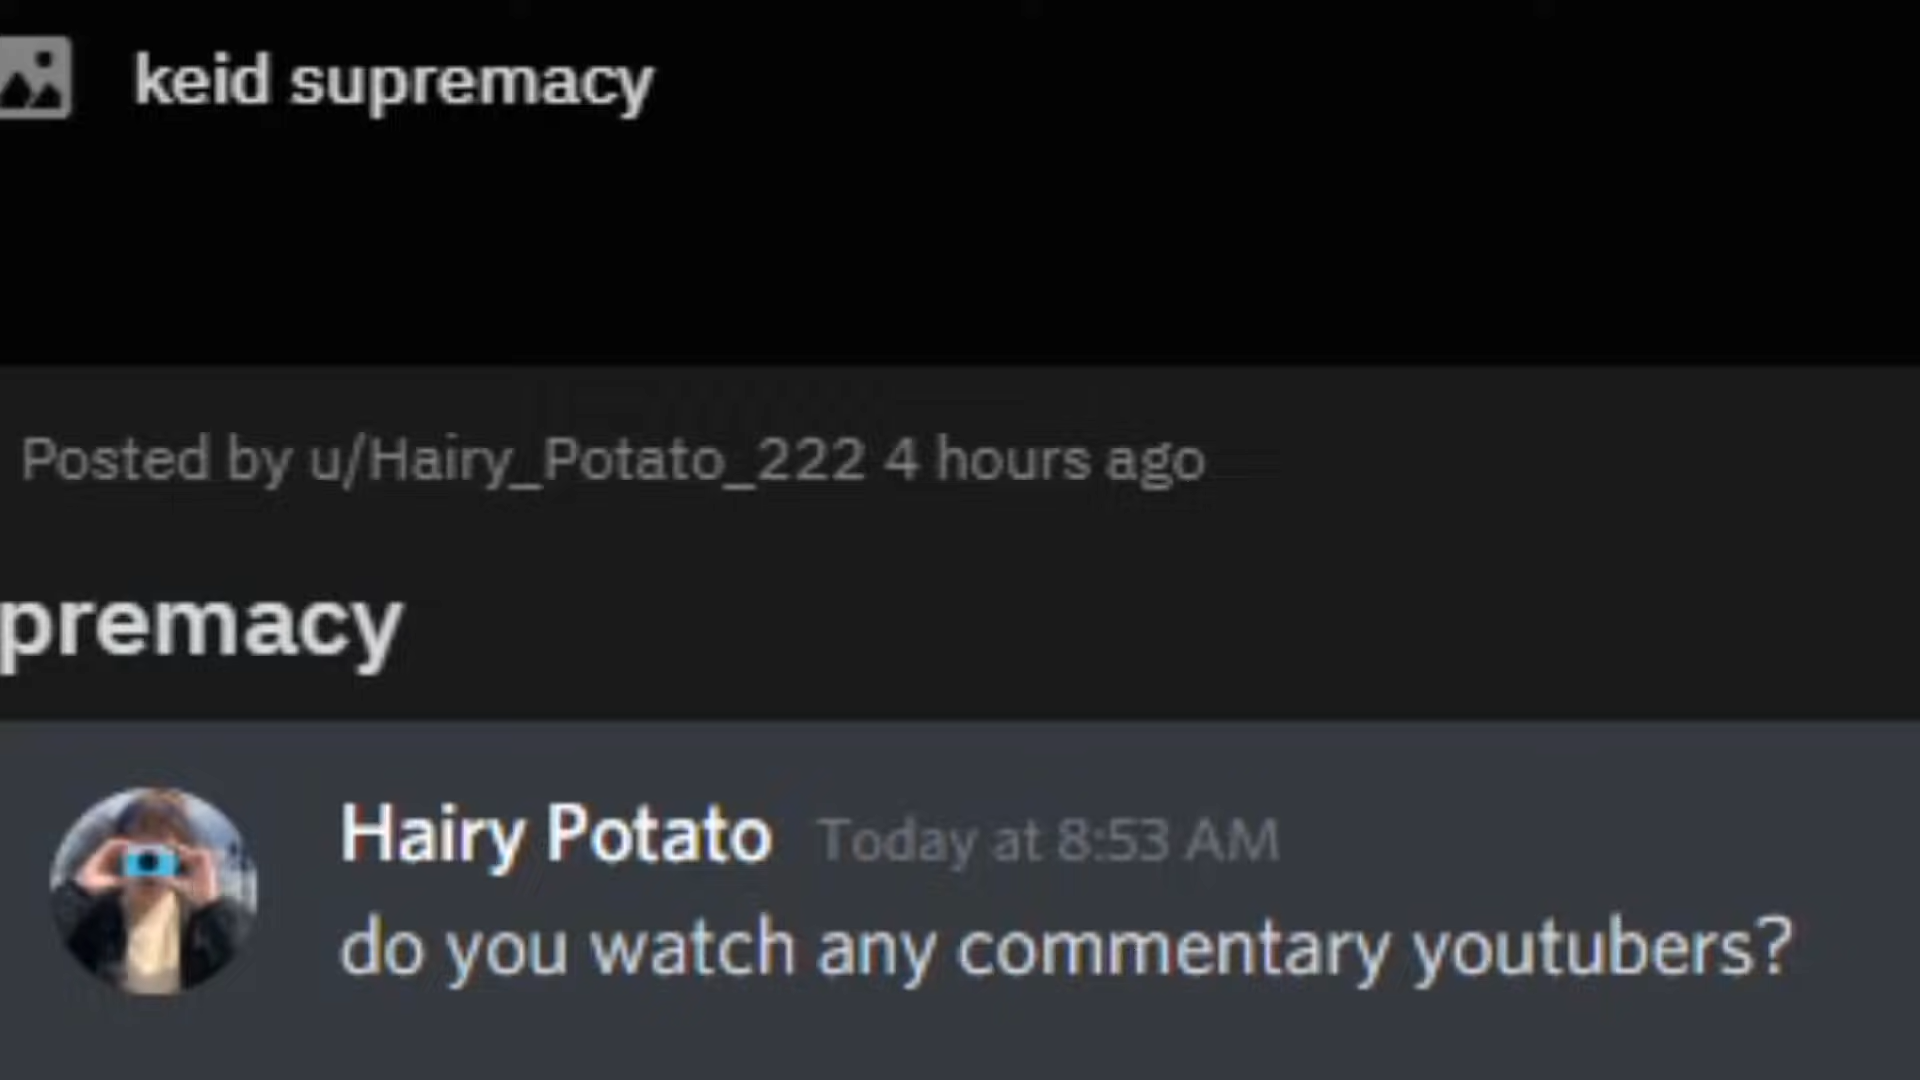 keid supremacy
Posted by u/Hairy_Potato_222 4 hours ago
premacy
Hairy Potato Today at 8:53 AM
do you watch any commentary youtubers?